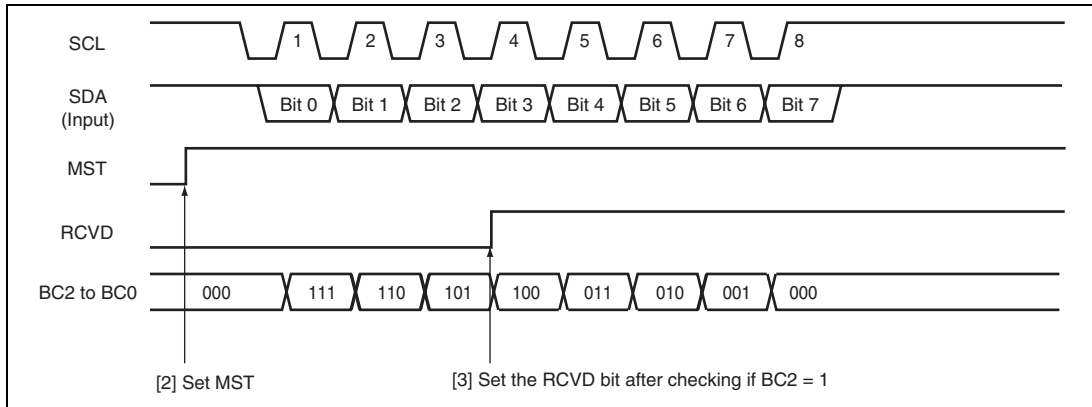 SCL 1 2 3 4 5 6 7 8
SDA
(Input) Bit 0 Bit 1 Bit 2 Bit 3 Bit 4 Bit 5 Bit 6 Bit 7
MST
RCVD
BC2 to BC0 000 111 110 101 100 011 010 001 000
[2] Set MST [3] Set the RCVD bit after checking if BC2 = 1